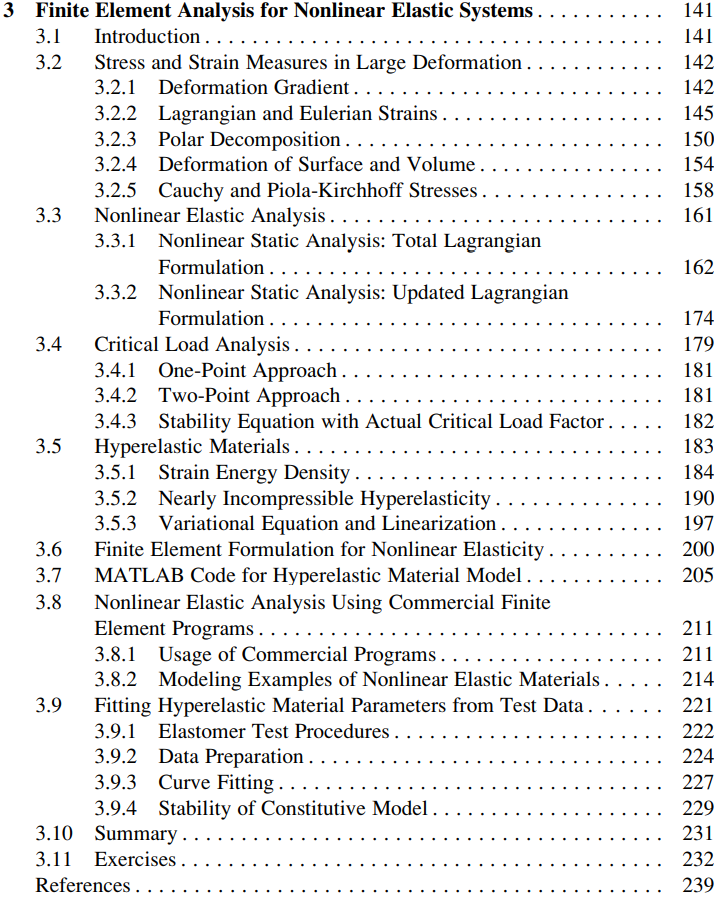 3 Finite Element Analysis for Nonlinear Elastic Systems . . . . . . . . . . . 141
3.1 Introduction . . . . . . . . . . . . . . . . . . . . . . . . . . . . . . . . . . . . . 141
3.2 Stress and Strain Measures in Large Deformation . . . . . . . . . . . . 142
3.2.1 Deformation Gradient . . . . . . . . . . . . . . . . . . . . . . . . . . 142
3.2.2 Lagrangian and Eulerian Strains . . . . . . . . . . . . . . . . . . . 145
3.2.3 Polar Decomposition . . . . . . . . . . . . . . . . . . . . . . . . . . . 150
3.2.4 Deformation of Surface and Volume . . . . . . . . . . . . . . . . 154
3.2.5 Cauchy and Piola-Kirchhoff Stresses . . . . . . . . . . . . . . . . 158
3.3 Nonlinear Elastic Analysis . . . . . . . . . . . . . . . . . . . . . . . . . . . . . 161
3.3.1 Nonlinear Static Analysis: Total Lagrangian
Formulation . . . . . . . . . . . . . . . . . . . . . . . . . . . . . . . . . . 162
3.3.2 Nonlinear Static Analysis: Updated Lagrangian
Formulation . . . . . . . . . . . . . . . . . . . . . . . . . . . . . . . . . . 174
3.4 Critical Load Analysis . . . . . . . . . . . . . . . . . . . . . . . . . . . . . . . . 179
3.4.1 One-Point Approach . . . . . . . . . . . . . . . . . . . . . . . . . . . . 181
3.4.2 Two-Point Approach . . . . . . . . . . . . . . . . . . . . . . . . . . . 181
3.4.3 Stability Equation with Actual Critical Load Factor . . . . . 182
3.5 Hyperelastic Materials . . . . . . . . . . . . . . . . . . . . . . . . . . . . . . . . 183
3.5.1 Strain Energy Density . . . . . . . . . . . . . . . . . . . . . . . . . . 184
3.5.2 Nearly Incompressible Hyperelasticity . . . . . . . . . . . . . . 190
3.5.3 Variational Equation and Linearization . . . . . . . . . . . . . . 197
3.6 Finite Element Formulation for Nonlinear Elasticity . . . . . . . . . . 200
3.7 MATLAB Code for Hyperelastic Material Model . . . . . . . . . . . . 205
3.8 Nonlinear Elastic Analysis Using Commercial Finite
Element Programs . . . . . . . . . . . . . . . . . . . . . . . . . . . . . . . . . . . 211
3.8.1 Usage of Commercial Programs . . . . . . . . . . . . . . . . . . . 211
3.8.2 Modeling Examples of Nonlinear Elastic Materials . . . . . 214
3.9 Fitting Hyperelastic Material Parameters from Test Data . . . . . . 221
3.9.1 Elastomer Test Procedures . . . . . . . . . . . . . . . . . . . . . . . 222
3.9.2 Data Preparation . . . . . . . . . . . . . . . . . . . . . . . . . . . . . . 224
3.9.3 Curve Fitting . . . . . . . . . . . . . . . . . . . . . . . . . . . . . . . . . 227
3.9.4 Stability of Constitutive Model . . . . . . . . . . . . . . . . . . . . 229
3.10 Summary . . . . . . . . . . . . . . . . . . . . . . . . . . . . . . . . . . . . . . . . . 231
3.11 Exercises . . . . . . . . . . . . . . . . . . . . . . . . . . . . . . . . . . . . . . . . . 232
References . . . . . . . . . . . . . . . . . . . . . . . . . . . . . . . . . . . . . . . . . . . . . 239